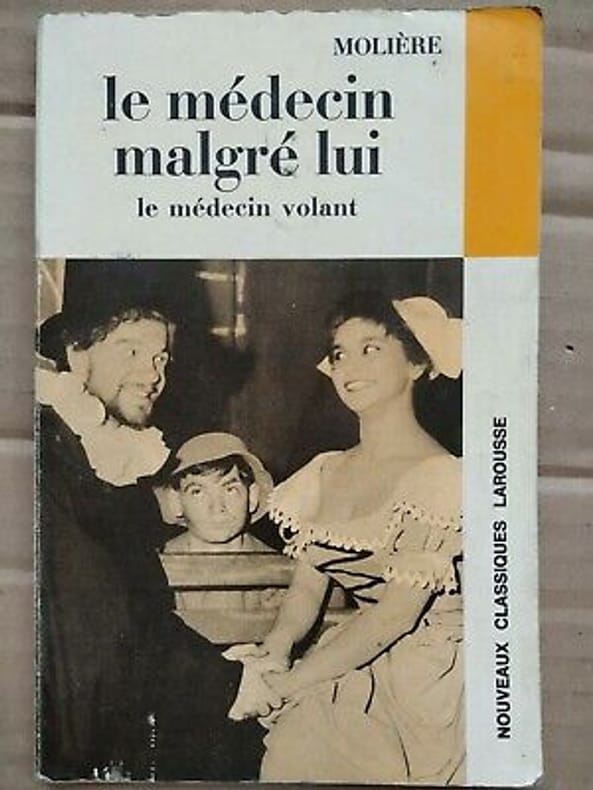 MOLIÈRE
le médecin
malgré lui
le médecin volant
NOUVEAUX CLASSIQUES LAROUSSE